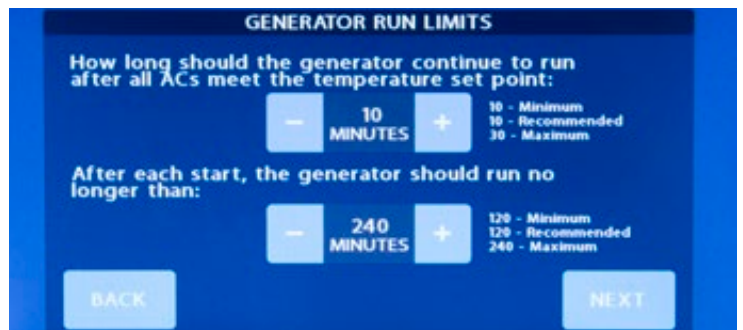 GENERATOR RUN LIMITS
How long should the generator continue to run
after all ACs meet the temperature set point:
−
10
MINUTES
+
10 - Minimum
10 - Recommended
30 - Maximum
After each start, the generator should run no
longer than:
−
240
MINUTES
+
120 - Minimum
120 - Recommended
240 - Maximum
BACK
NEXT